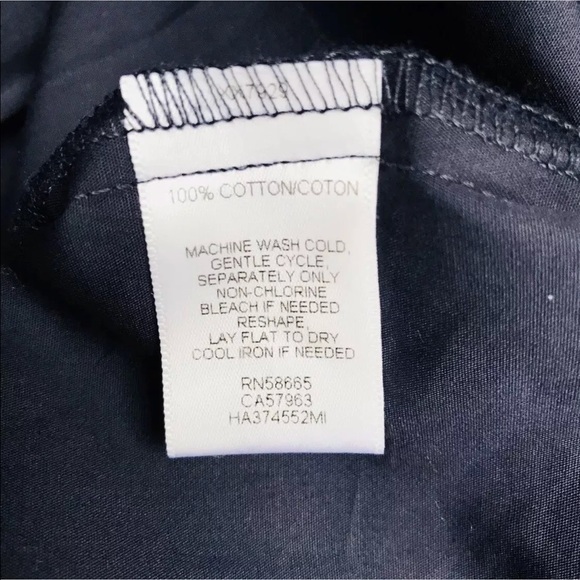 100% COTTON/COTON
MACHINE WASH COLD,
GENTLE CYCLE,
SEPARATELY ONLY
NON-CHLORINE
BLEACH IF NEEDED
RESHAPE,
LAY FLAT TO DRY
COOL IRON IF NEEDED
RN58665
CA57963
HA374552MI